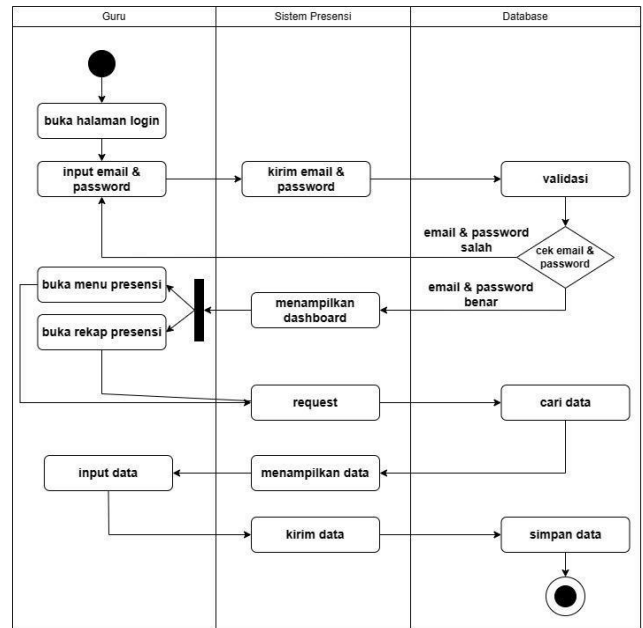 Guru
Sistem Presensi
Database
buka halaman login
input email &
password
kirim email &
password
validasi
email & password
salah
cek email &
password
buka menu presensi
email & password
benar
menampilkan
dashboard
buka rekap presensi
request
cari data
input data
menampilkan data
kirim data
simpan data